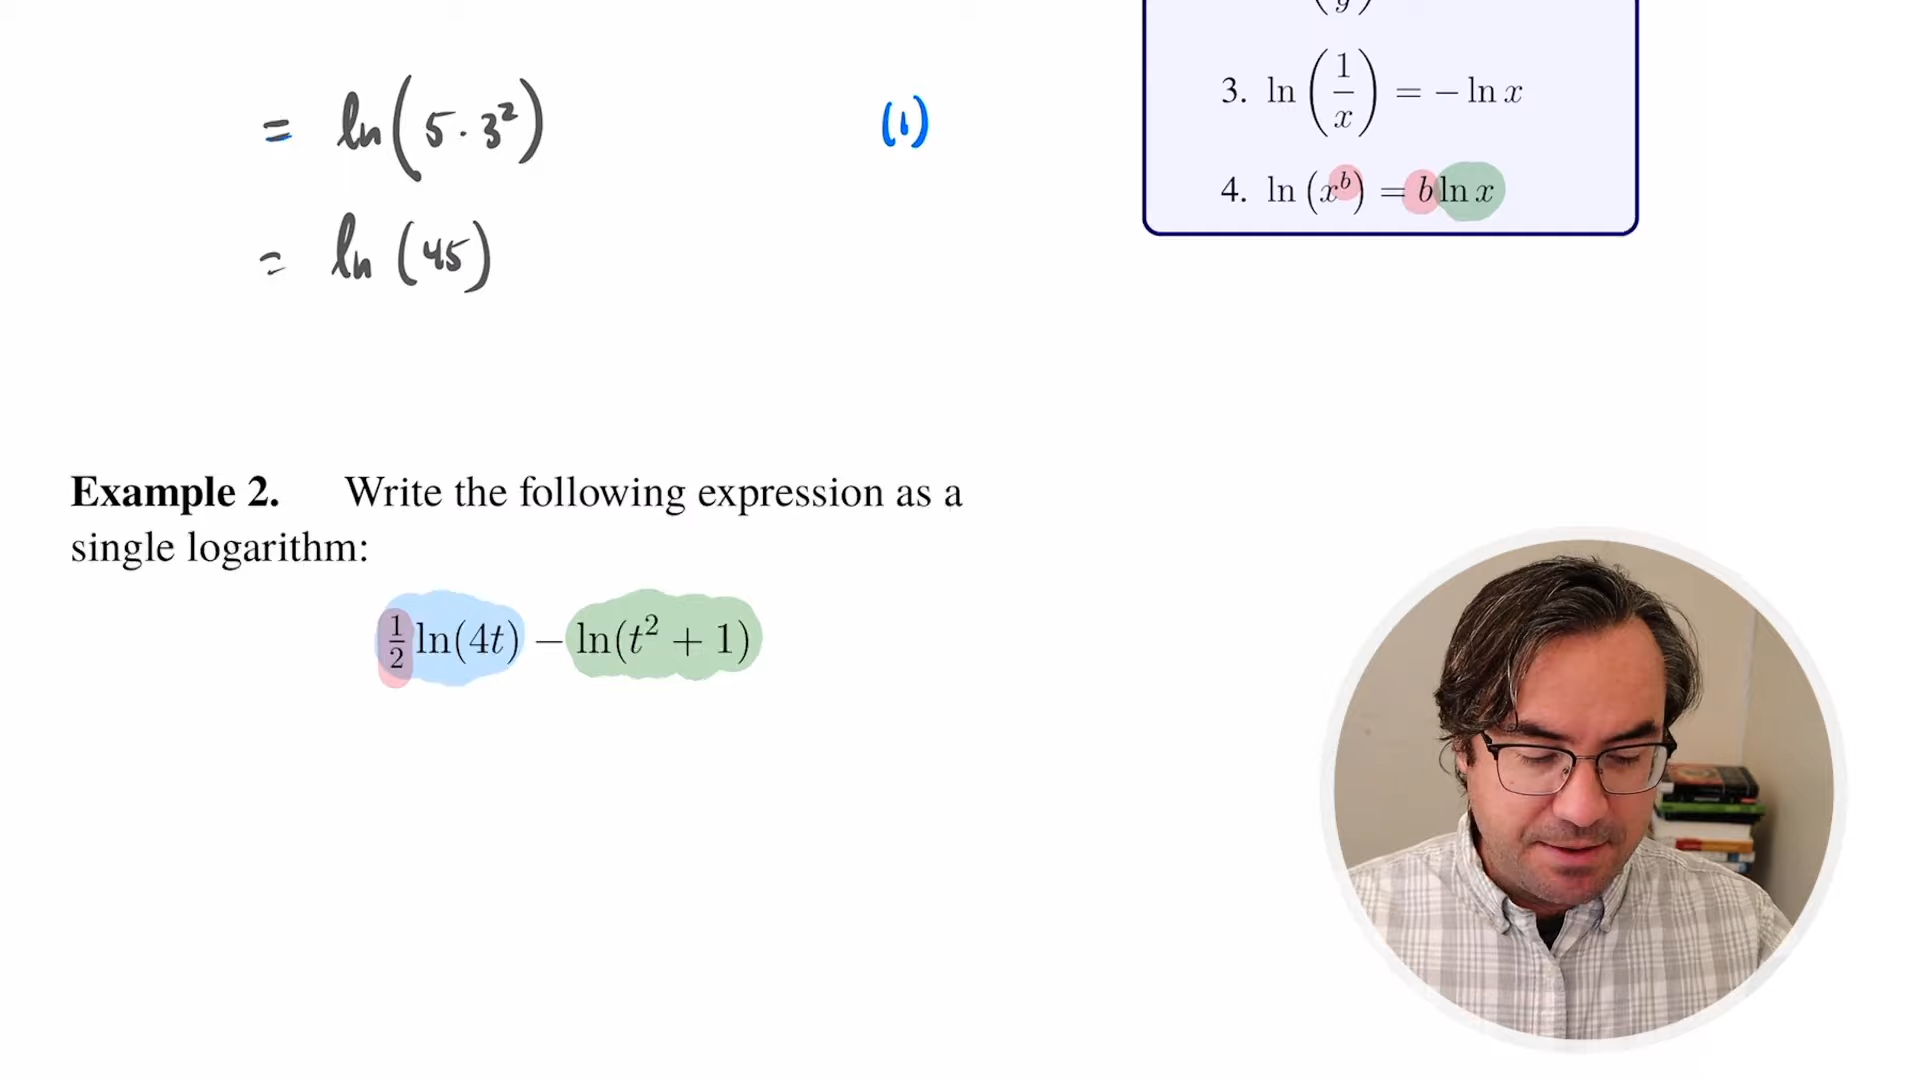 = ln(5·3²) (1)
= ln(45)
3. ln(1/x) = − ln x
4. ln(x^b) = b ln x
Example 2. Write the following expression as a
single logarithm:
½ ln(4t) − ln(t² + 1)